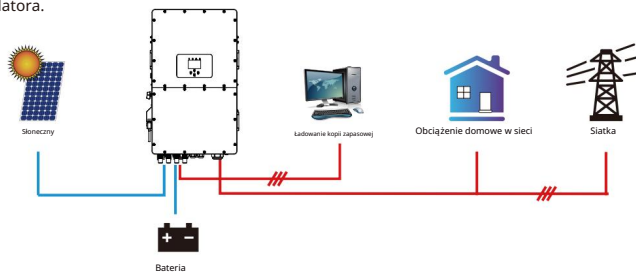 latora.
Słoneczny
Ładowanie kopii zapasowej
Obciążenie domowe w sieci
Siatka
Bateria